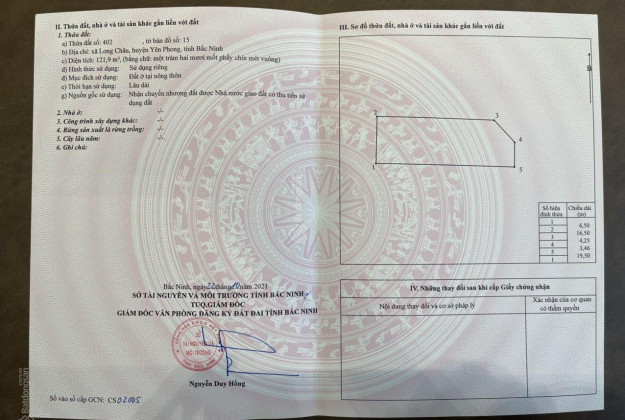 II. Thửa đất, nhà ở và tài sản khác gắn liền với đất
1. Thửa đất:
a) Thửa đất số: 402 , tờ bản đồ số: 15
b) Địa chỉ: xã Long Châu, huyện Yên Phong, tỉnh Bắc Ninh
c) Diện tích: 121,9 m², (bằng chữ: một trăm hai mươi mốt phẩy chín mét vuông)
d) Hình thức sử dụng: Sử dụng riêng
đ) Mục đích sử dụng: Đất ở tại nông thôn
e) Thời hạn sử dụng: Lâu dài
g) Nguồn gốc sử dụng: Nhận chuyển nhượng đất được Nhà nước giao đất có thu tiền sử
dụng đất
2. Nhà ở: -/-
3. Công trình xây dựng khác: -/-
4. Rừng sản xuất là rừng trồng: -/-
5. Cây lâu năm: -/-
6. Ghi chú:
Bắc Ninh, ngày tháng năm 2021
SỞ TÀI NGUYÊN VÀ MÔI TRƯỜNG TỈNH BẮC NINH
TUQ.GIÁM ĐỐC
GIÁM ĐỐC VĂN PHÒNG ĐĂNG KÝ ĐẤT ĐAI TỈNH BẮC NINH
SỞ
TÀI NGUYÊN VÀ
MÔI TRƯỜNG
Nguyễn Duy Hồng
Số vào sổ cấp GCN: CS
III. Sơ đồ thửa đất, nhà ở và tài sản khác gắn liền với đất
B
2
3
4
1
5
Số hiệu đỉnh thửa Chiều dài (m)
1
6,50
2
16,50
3
4,25
4
3,46
5
19,50
1
IV. Những thay đổi sau khi cấp Giấy chứng nhận
Nội dung thay đổi và cơ sở pháp lý
Xác nhận của cơ quan
có thẩm quyền
Batdongsan